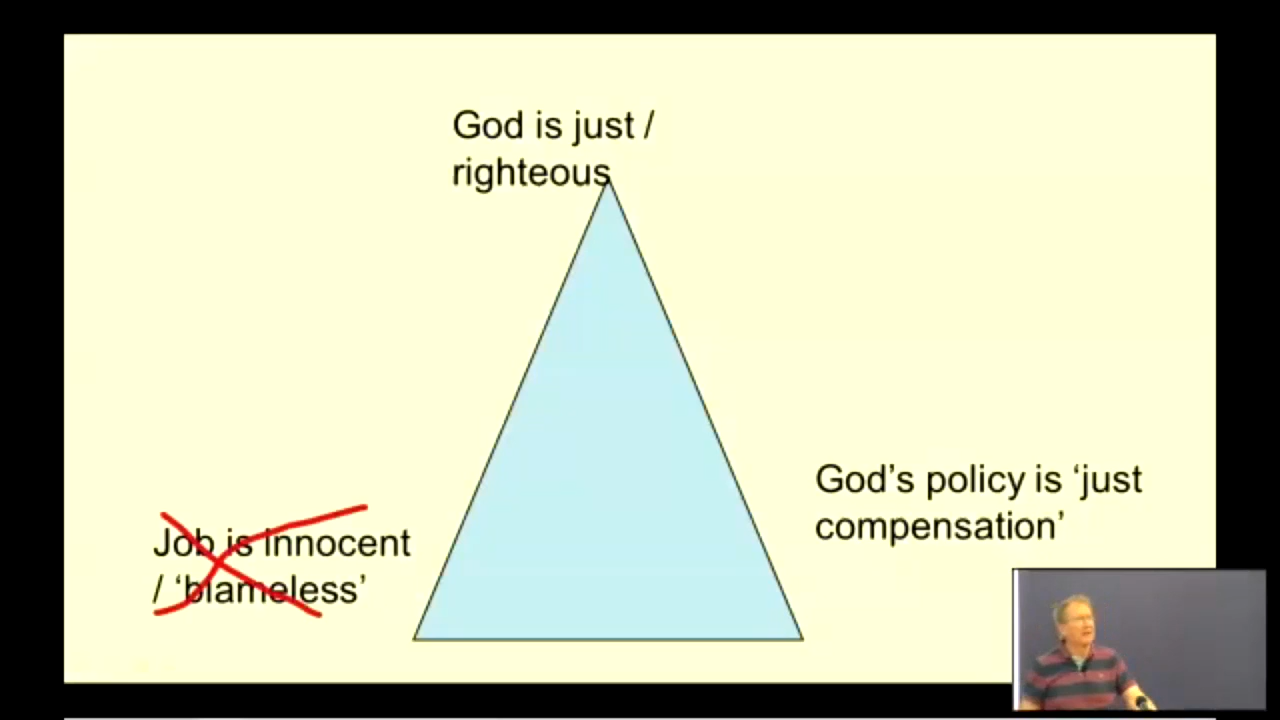 God is just /
righteous
God's policy is ‘just
compensation’
Job is innocent
/ ‘blameless’